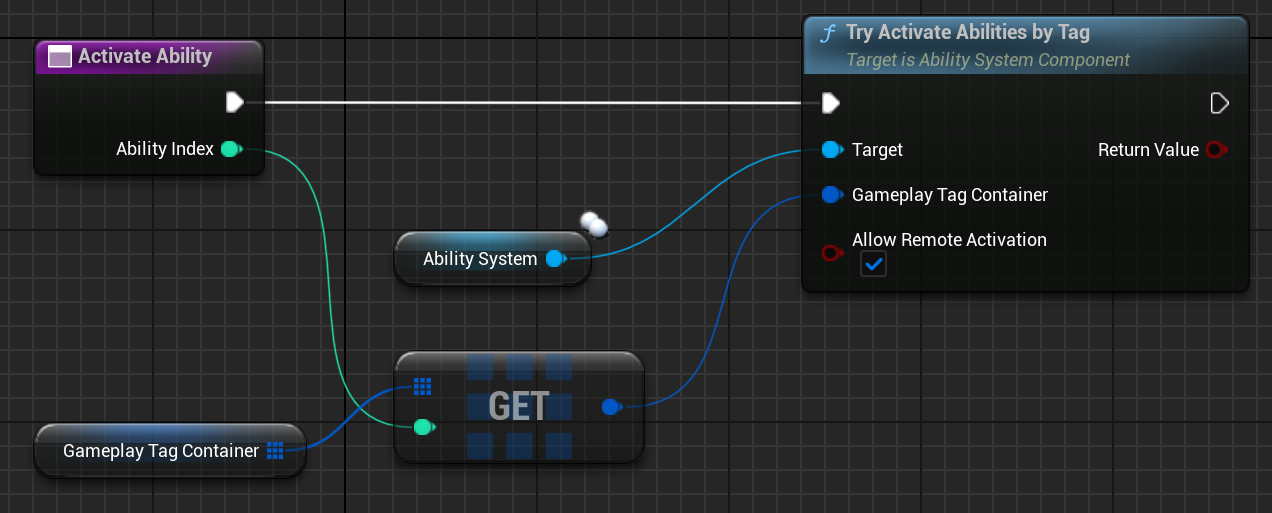 Activate Ability
Ability Index
Try Activate Abilities by Tag
Target is Ability System Component
Target
Return Value
Gameplay Tag Container
Allow Remote Activation
Ability System
GET
Gameplay Tag Container